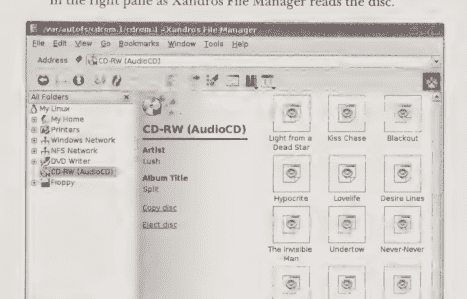 in the right pane as Xandros File Manager reads the disc.
/var/autofs/cdrom.1/cdrom.1 - Xandros File Manager
File Edit View Go Bookmarks Window Tools Help
Address CD-RW (AudioCD)
All Folders
My Linux
My Home
Printers
Windows Network
NFS Network
DVD Writer
CD-RW (AudioCD)
Floppy
CD-RW (AudioCD)
Artist
Lush
Album Title
Split
Copy disc
Eject disc
Light from a Dead Star
Kiss Chase
Blackout
Hypocrite
Lovelife
Desire Lines
The Invisible Man
Undertow
Never-Never